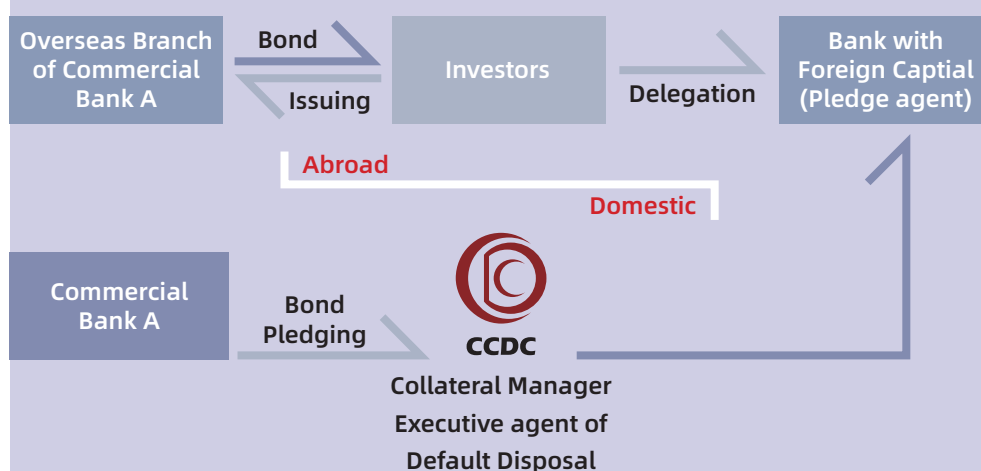 Overseas Branch
of Commercial
Bank A
Bond
Issuing
Investors
Delegation
Bank with
Foreign Captial
(Pledge agent)
Abroad
Domestic
Commercial
Bank A
Bond
Pledging
CCDC
Collateral Manager
Executive agent of
Default Disposal